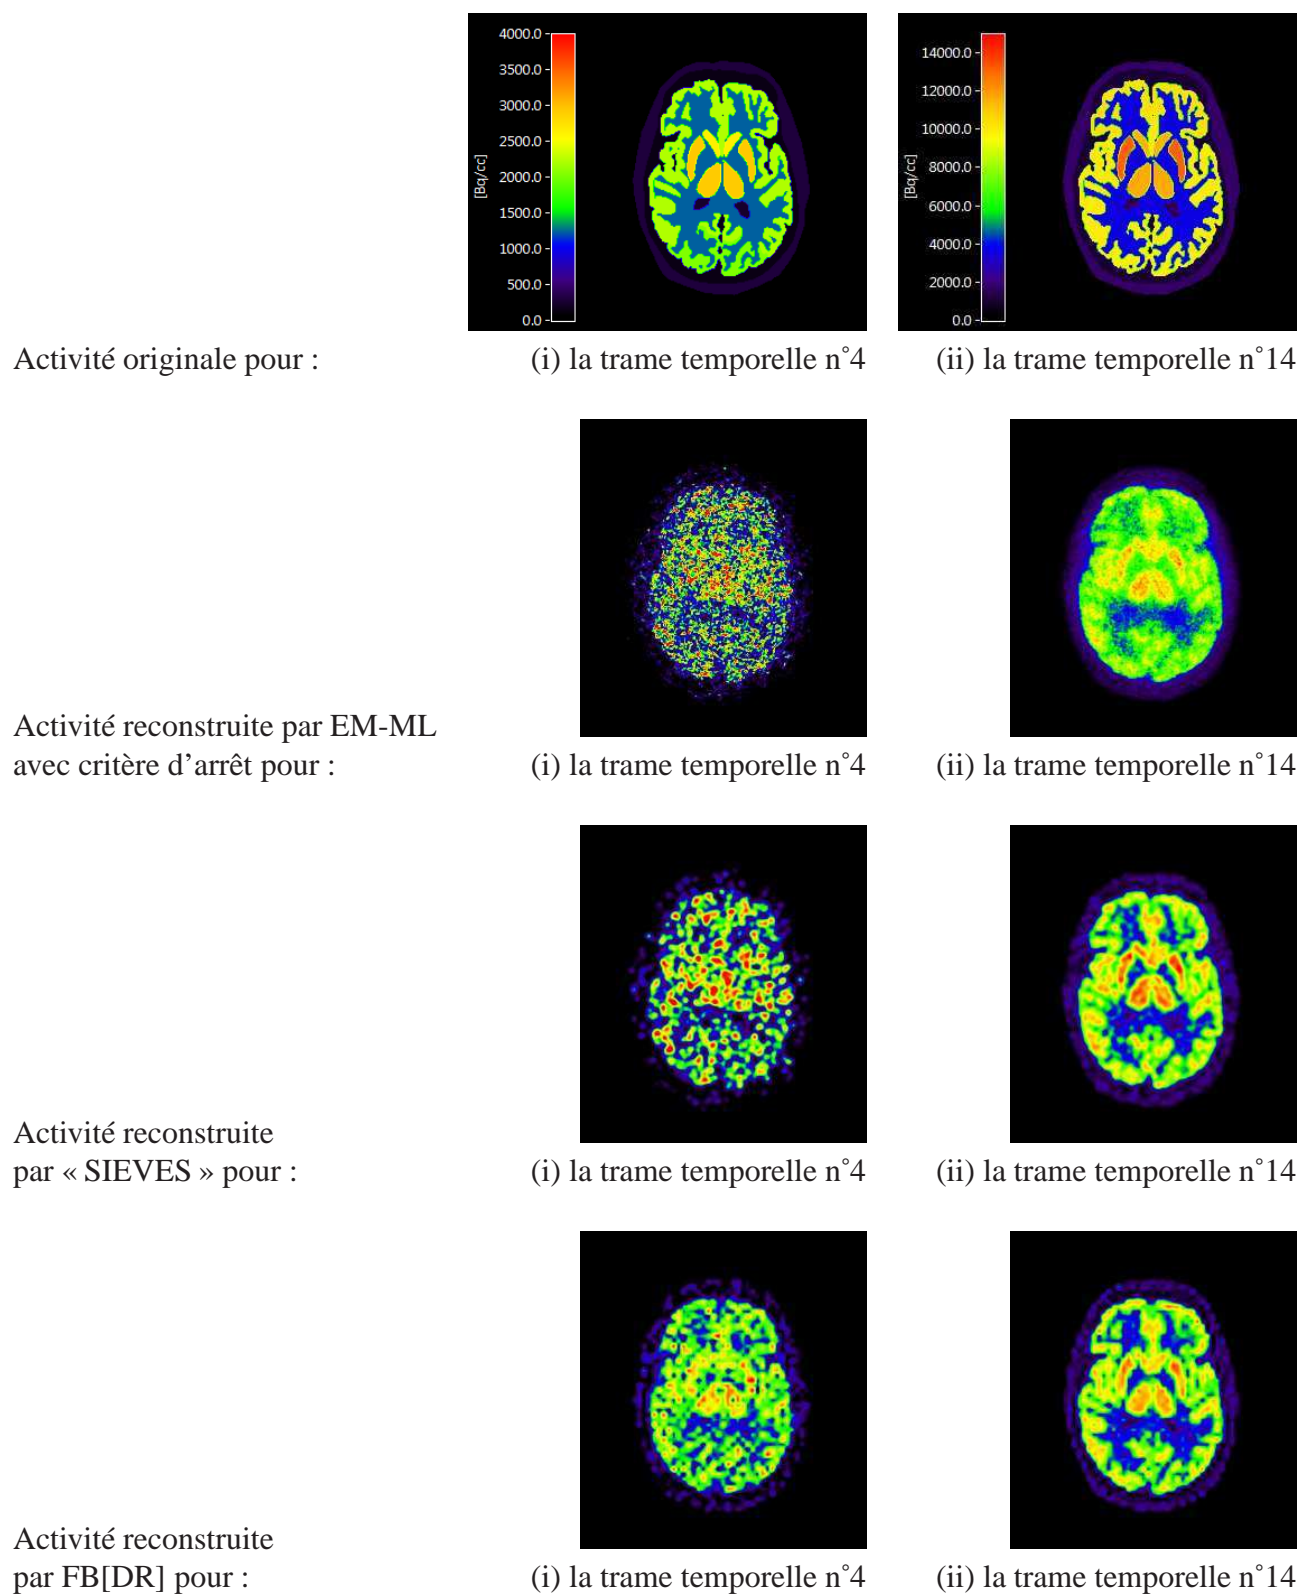 4000.0
3500.0
3000.0
2500.0
2000.0
1500.0
1000.0
500.0
0.0
[Bq/cc]
14000.0
12000.0
10000.0
8000.0
6000.0
4000.0
2000.0
0.0
[Bq/cc]
Activité originale pour : (i) la trame temporelle n˚4 (ii) la trame temporelle n˚14
Activité reconstruite par EM-ML
avec critère d’arrêt pour : (i) la trame temporelle n˚4 (ii) la trame temporelle n˚14
Activité reconstruite
par « SIEVES » pour : (i) la trame temporelle n˚4 (ii) la trame temporelle n˚14
Activité reconstruite
par FB[DR] pour : (i) la trame temporelle n˚4 (ii) la trame temporelle n˚14